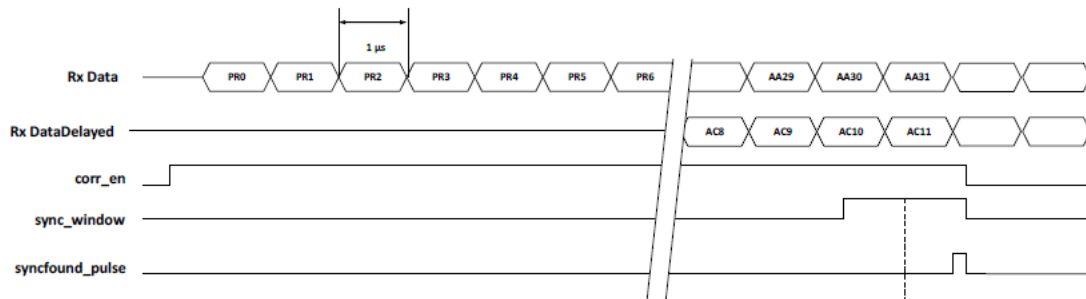 1 µs
Rx Data PR0 PR1 PR2 PR3 PR4 PR5 PR6 AA29 AA30 AA31
Rx DataDelayed AC8 AC9 AC10 AC11
corr_en
sync_window
syncfound_pulse